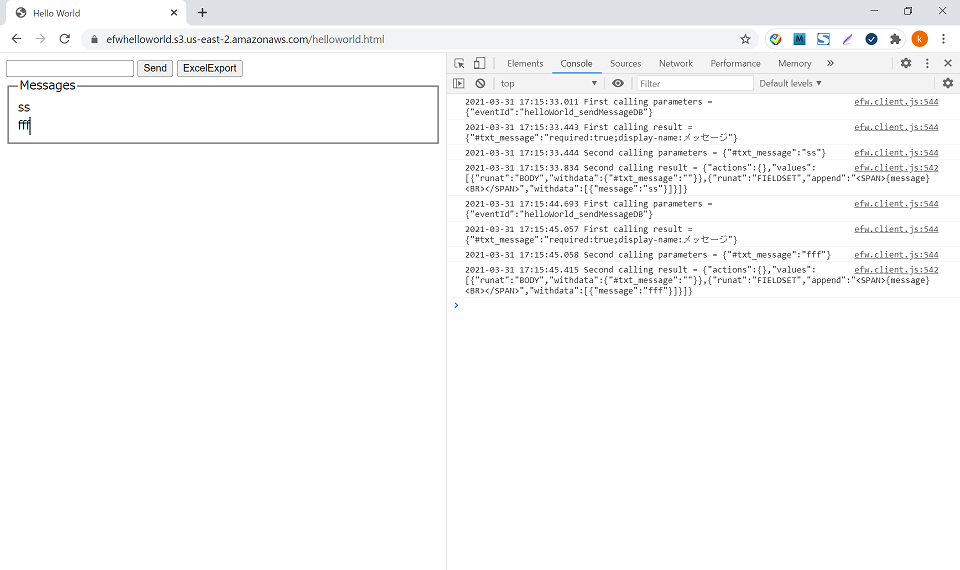 Hello World
efwhelloworld.s3.us-east-2.amazonaws.com/helloworld.html
k
Send ExcelExport
Messages
ss
fff
Elements Console Sources Network Performance Memory
top Filter Default levels
2021-03-31 17:15:33.011 First calling parameters = efw.client.js:544
{"eventId":"helloWorld_sendMessageDB"}
2021-03-31 17:15:33.443 First calling result = efw.client.js:544
{"#txt_message":"required:true;display-name:メッセージ"}
2021-03-31 17:15:33.444 Second calling parameters = {"#txt_message":"ss"} efw.client.js:544
2021-03-31 17:15:33.834 Second calling result = {"actions":{},"values": efw.client.js:542
[{"runat":"BODY","withdata":{"#txt_message":""}},{"runat":"FIELDSET","append":"<SPAN>{message}
<BR></SPAN>","withdata":[{"message":"ss"}]}]}
2021-03-31 17:15:44.693 First calling parameters = efw.client.js:544
{"eventId":"helloWorld_sendMessageDB"}
2021-03-31 17:15:45.057 First calling result = efw.client.js:544
{"#txt_message":"required:true;display-name:メッセージ"}
2021-03-31 17:15:45.058 Second calling parameters = {"#txt_message":"fff"} efw.client.js:544
2021-03-31 17:15:45.415 Second calling result = {"actions":{},"values": efw.client.js:542
[{"runat":"BODY","withdata":{"#txt_message":""}},{"runat":"FIELDSET","append":"<SPAN>{message}
<BR></SPAN>","withdata":[{"message":"fff"}]}]}